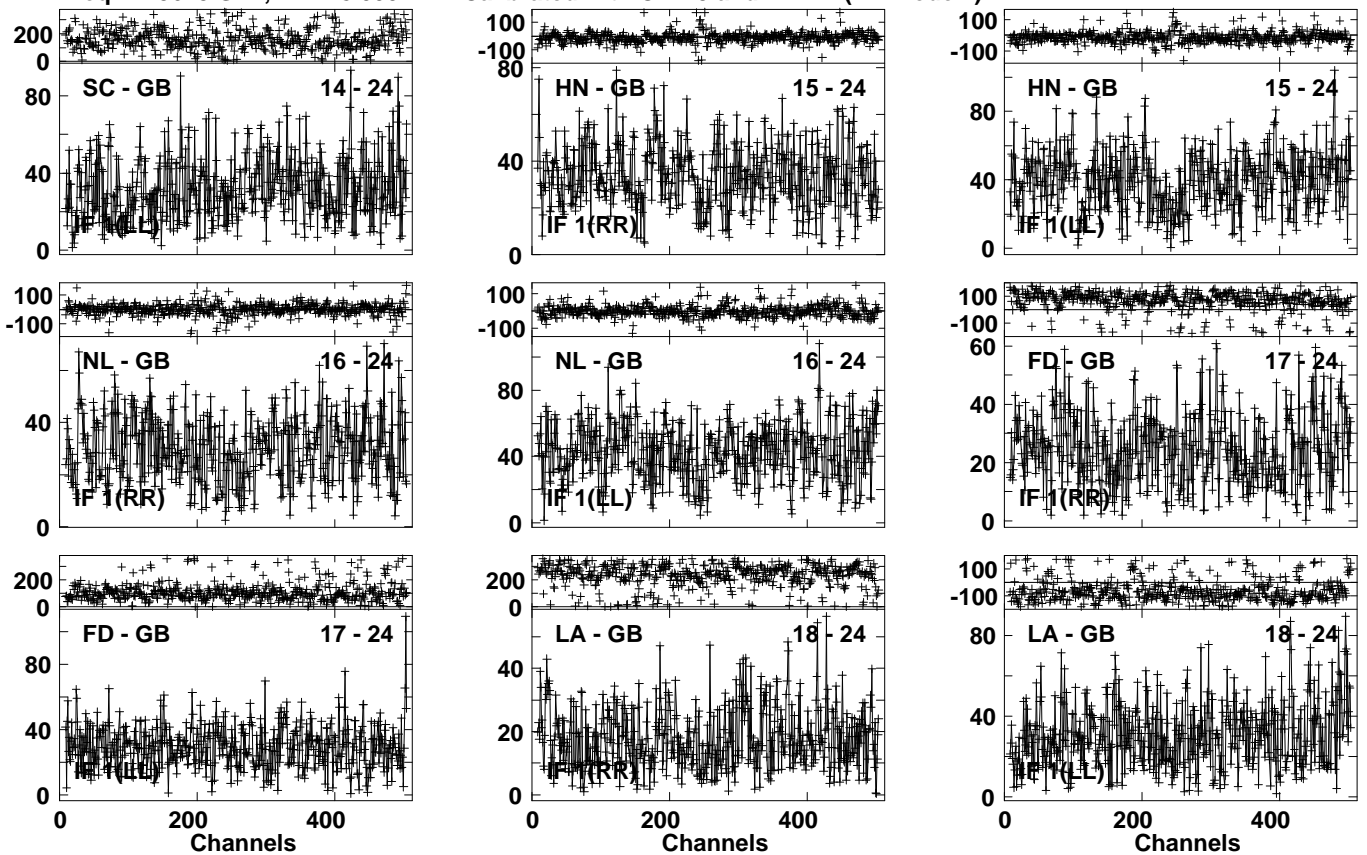 200
0
100
-100
100
-100
SC - GB 14 - 24
HN - GB 15 - 24
HN - GB 15 - 24
80
40
0
80
40
0
80
40
0
IF 1(LL)
IF 1(RR)
IF 1(LL)
100
-100
100
-100
100
-100
NL - GB 16 - 24
NL - GB 16 - 24
FD - GB 17 - 24
40
0
80
40
0
60
40
20
0
IF 1(RR)
IF 1(LL)
IF 1(RR)
200
0
200
0
100
-100
FD - GB 17 - 24
LA - GB 18 - 24
LA - GB 18 - 24
80
40
0
40
20
0
80
40
0
IF 1(LL)
IF 1(RR)
IF 1(LL)
0 200 400
0 200 400
0 200 400
Channels
Channels
Channels